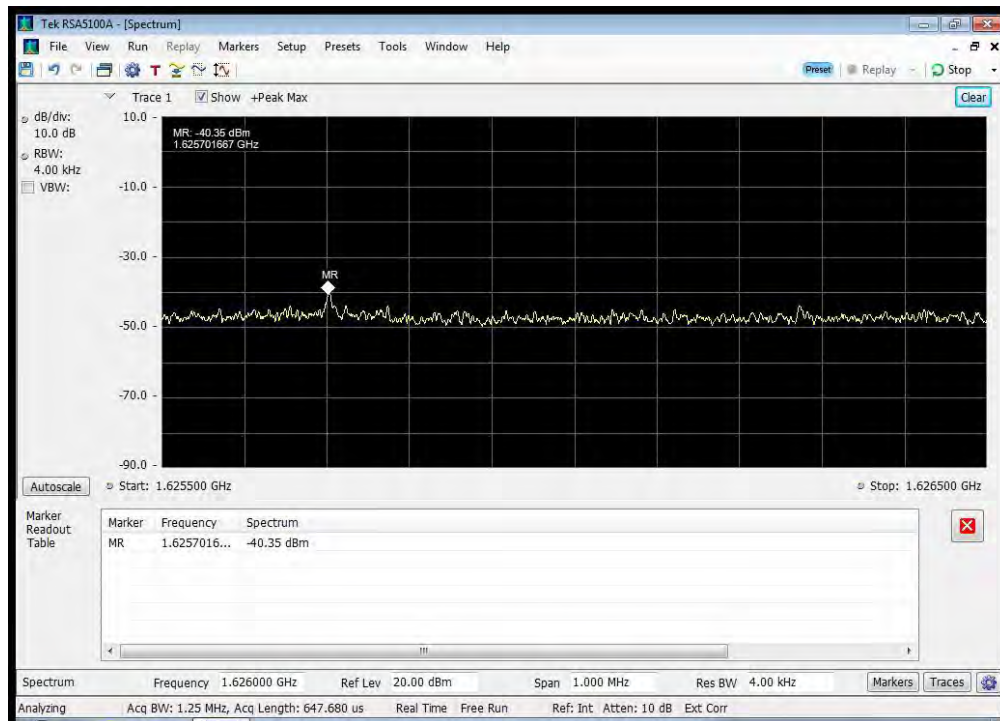 Tek RSA5100A - [Spectrum]
File View Run Replay Markers Setup Presets Tools Window Help
Preset Replay Stop
Trace 1 Show +Peak Max Clear
dB/div:
10.0 dB
RBW:
4.00 kHz
VBW:
10.0
-10.0
-30.0
-50.0
-70.0
-90.0
MR: -40.35 dBm
1.625701667 GHz
MR
Autoscale Start: 1.625500 GHz Stop: 1.626500 GHz
Marker
Readout
Table
Marker Frequency Spectrum
MR 1.6257016... -40.35 dBm
Spectrum Frequency 1.626000 GHz Ref Lev 20.00 dBm Span 1.000 MHz Res BW 4.00 kHz Markers Traces
Analyzing Acq BW: 1.25 MHz, Acq Length: 647.680 us Real Time Free Run Ref: Int Atten: 10 dB Ext Corr